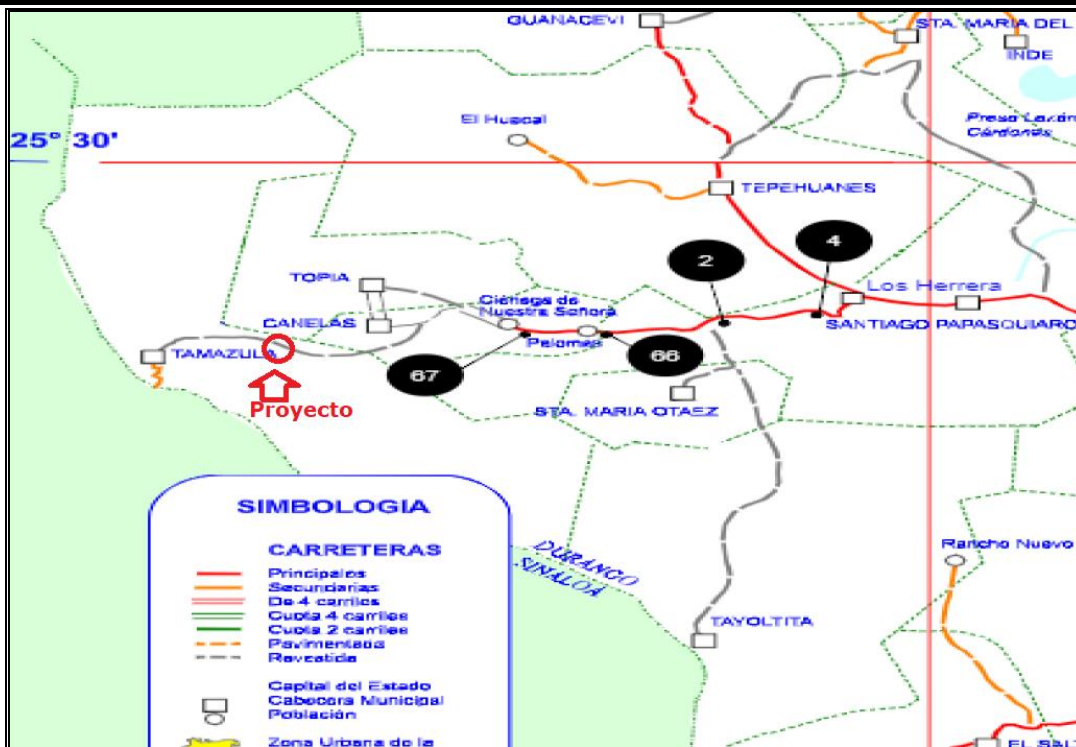 GUANACEVI
STA. MARIA DEL
INDE
El Huacal
Presa Lázaro
Cárdenas
25° 30'
TEPEHUANES
4
2
TOPIA
Los Herrera
Ciénega de
Nuestra Señora
CANELAS
SANTIAGO PAPASQUIARO
Palomas
TAMAZULA
67
66
Proyecto
STA. MARIA OTAEZ
SIMBOLOGIA
CARRETERAS
Principales
Secundarias
De 4 carriles
Cuota 4 carriles
Cuota 2 carriles
Pavimentada
Revestida
Capital del Estado
Cabecera Municipal
Población
Zona Urbana de la
DURANGO
SINALOA
Rancho Nuevo
TAYOLTITA
EL SALT